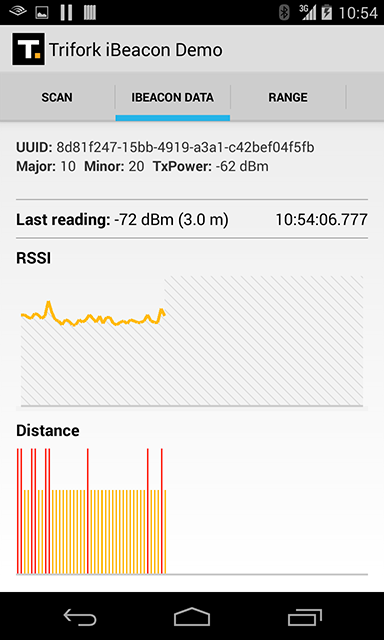 3G
10:54
T.
Trifork iBeacon Demo
SCAN
IBEACON DATA
RANGE
UUID: 8d81f247-15bb-4919-a3a1-c42bef04f5fb
Major: 10 Minor: 20 TxPower: -62 dBm
Last reading: -72 dBm (3.0 m)
10:54:06.777
RSSI
Distance